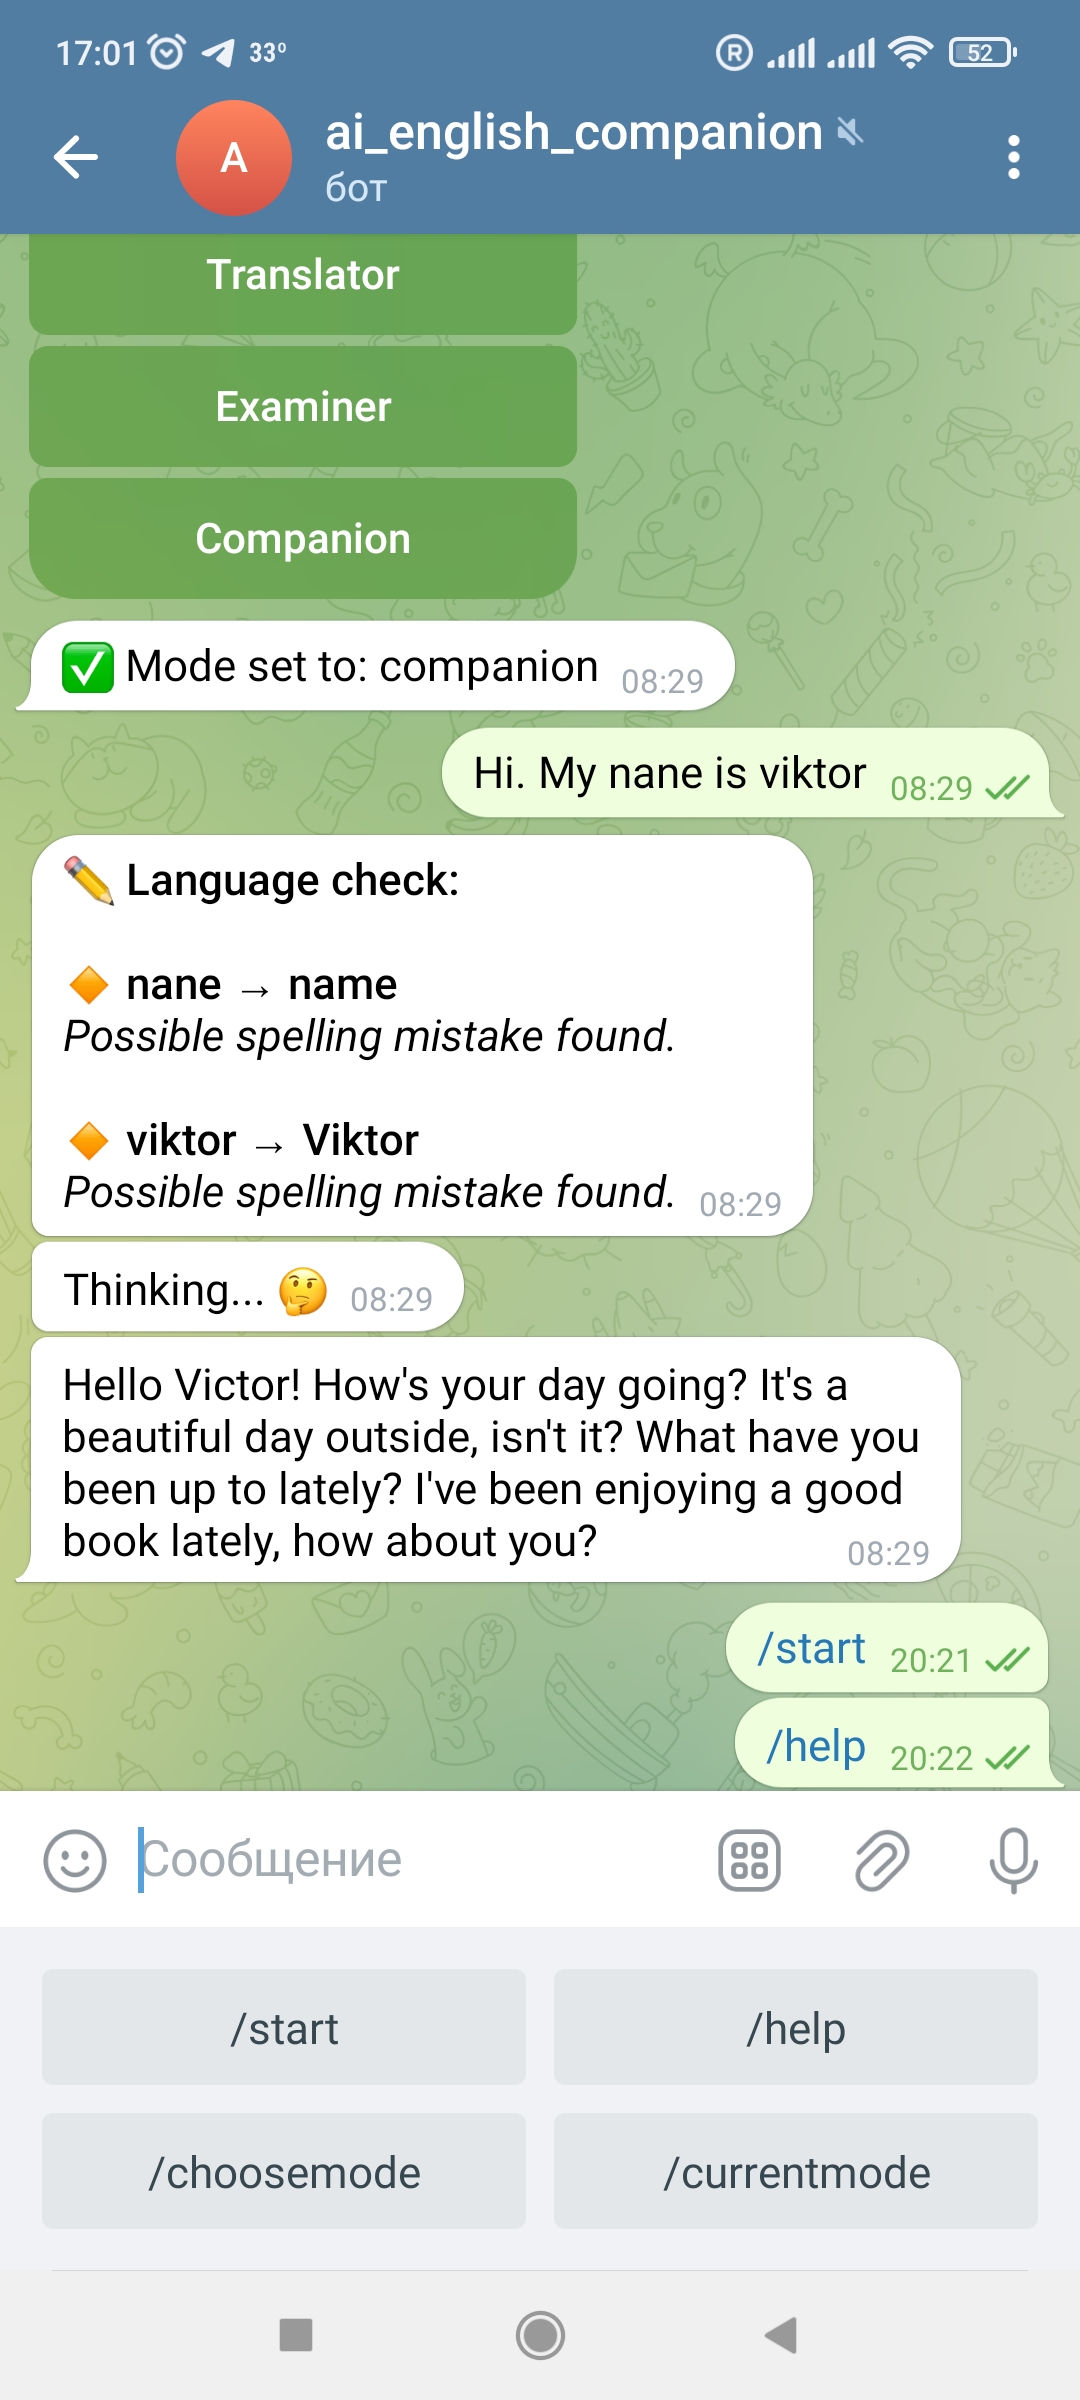 17:01 33°
R 52
A
ai_english_companion
бот
Translator
Examiner
Companion
✅ Mode set to: companion 08:29
Hi. My nane is viktor 08:29
✏️ Language check:
🔸 nane → name
Possible spelling mistake found.
🔸 viktor → Viktor
Possible spelling mistake found. 08:29
Thinking... 🤔 08:29
Hello Victor! How's your day going? It's a
beautiful day outside, isn't it? What have you
been up to lately? I've been enjoying a good
book lately, how about you? 08:29
/start 20:21
/help 20:22
Сообщение
/start /help
/choosemode /currentmode